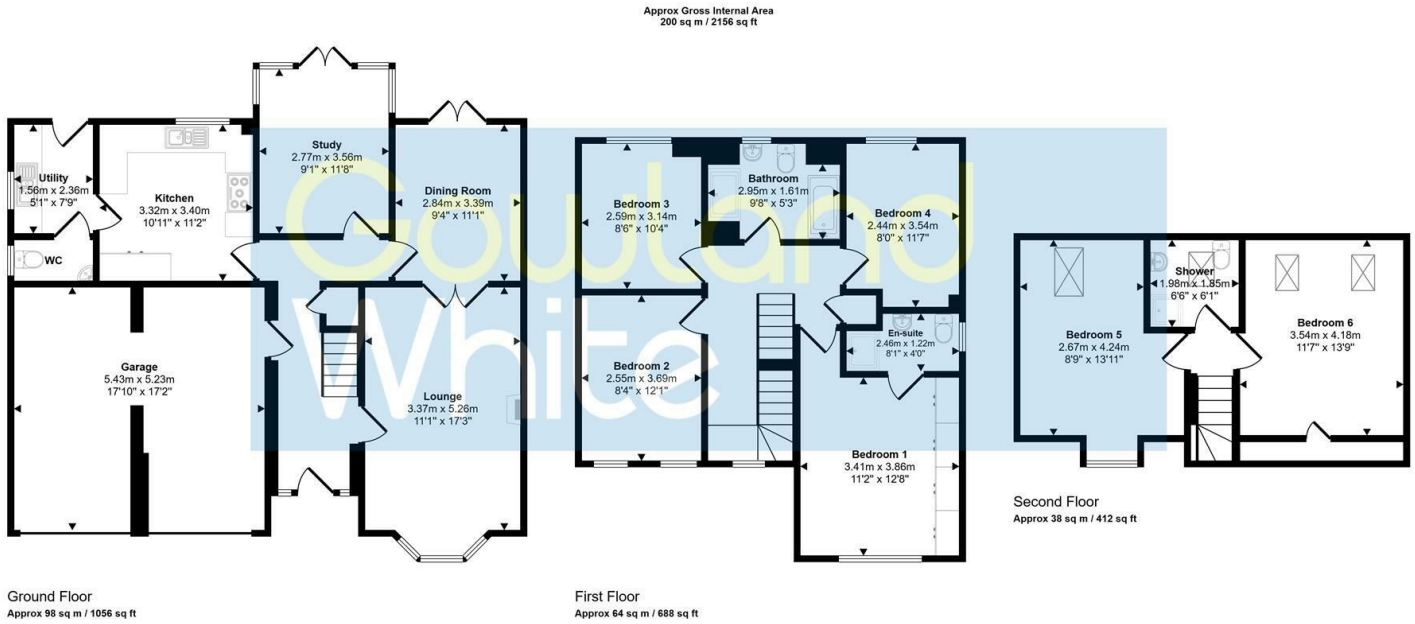 Approx Gross Internal Area
200 sq m / 2156 sq ft
Study
2.77m x 3.56m
9'1" x 11'8"
Utility
1.56m x 2.36m
5'1" x 7'9"
Kitchen
3.32m x 3.40m
10'11" x 11'2"
Dining Room
2.84m x 3.39m
9'4" x 11'1"
WC
Garage
5.43m x 5.23m
17'10" x 17'2"
Lounge
3.37m x 5.26m
11'1" x 17'3"
Ground Floor
Approx 98 sq m / 1056 sq ft
Gowland
White
Bedroom 3
2.59m x 3.14m
8'6" x 10'4"
Bathroom
2.95m x 1.61m
9'8" x 5'3"
Bedroom 4
2.44m x 3.54m
8'0" x 11'7"
En-suite
2.46m x 1.22m
8'1" x 4'0"
Bedroom 2
2.55m x 3.69m
8'4" x 12'1"
Bedroom 1
3.41m x 3.86m
11'2" x 12'8"
First Floor
Approx 64 sq m / 688 sq ft
Shower
1.98m x 1.85m
6'6" x 6'1"
Bedroom 5
2.67m x 4.24m
8'9" x 13'11"
Bedroom 6
3.54m x 4.18m
11'7" x 13'9"
Second Floor
Approx 38 sq m / 412 sq ft